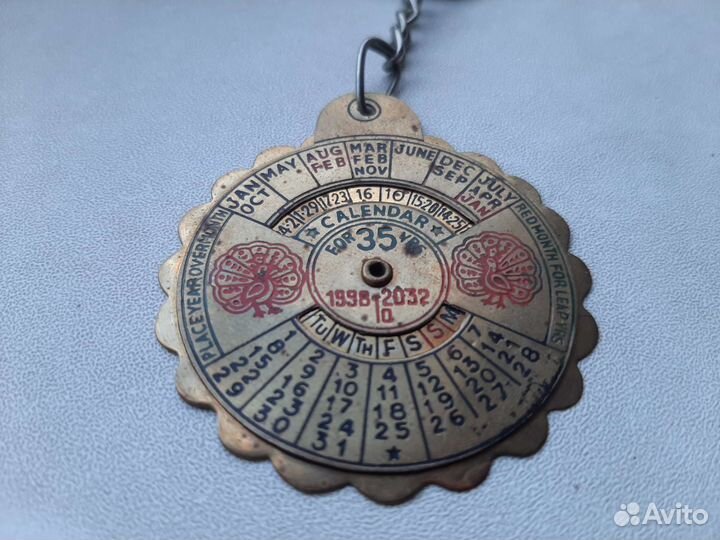 JAN OCT MAY AUG FEB MAR FEB NOV JUNE DEC SEP JULY APR JAN
PLACE YEAR OVER MONTH
RED MONTH FOR LEAP YRS
16
★ CALENDAR ★
FOR 35 YRS
1998 TO 2032
TU W TH F S S M
1 2 3 4 5 6 7
8 9 10 11 12 13 14
15 16 17 18 19 20 21
22 23 24 25 26 27 28
29 30 31 ★
Avito